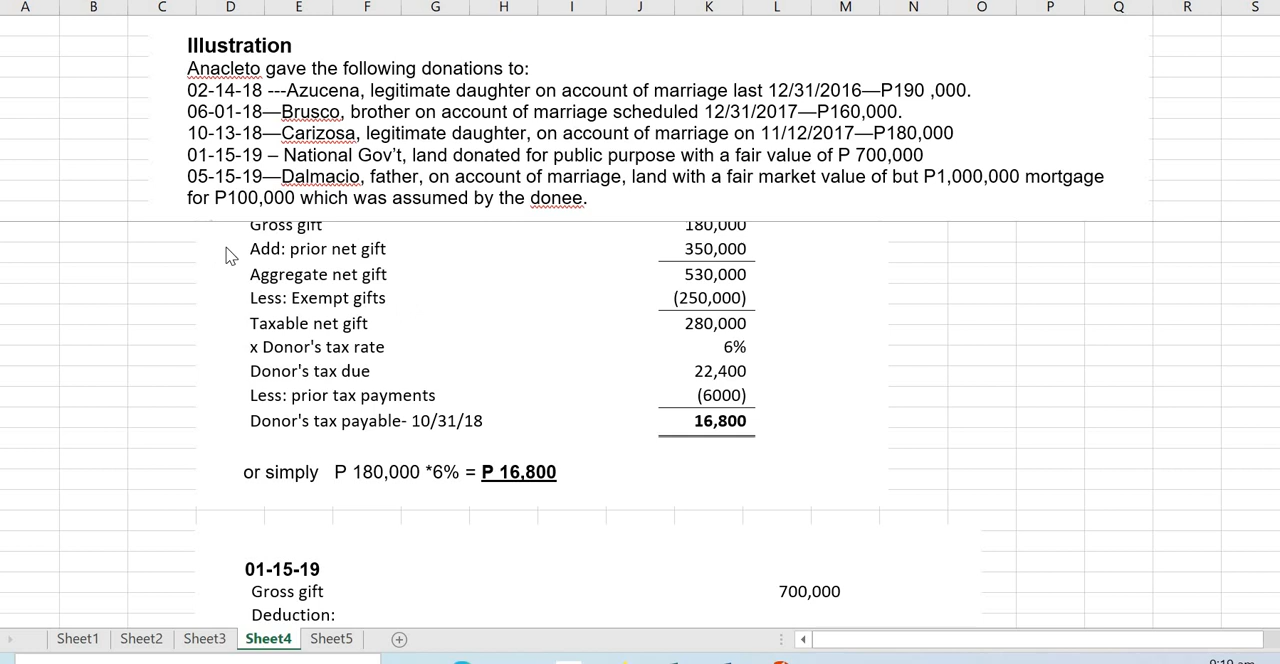 A B C D E F G H I J K L M N O P Q R S
Illustration
Anacleto gave the following donations to:
02-14-18 ---Azucena, legitimate daughter on account of marriage last 12/31/2016—P190 ,000.
06-01-18—Brusco, brother on account of marriage scheduled 12/31/2017—P160,000.
10-13-18—Carizosa, legitimate daughter, on account of marriage on 11/12/2017—P180,000
01-15-19 – National Gov't, land donated for public purpose with a fair value of P 700,000
05-15-19—Dalmacio, father, on account of marriage, land with a fair market value of but P1,000,000 mortgage
for P100,000 which was assumed by the donee.
Gross gift 180,000
Add: prior net gift 350,000
Aggregate net gift 530,000
Less: Exempt gifts (250,000)
Taxable net gift 280,000
x Donor's tax rate 6%
Donor's tax due 22,400
Less: prior tax payments (6000)
Donor's tax payable- 10/31/18 16,800
or simply P 180,000 *6% = P 16,800
01-15-19
Gross gift 700,000
Deduction:
Sheet1 Sheet2 Sheet3 Sheet4 Sheet5